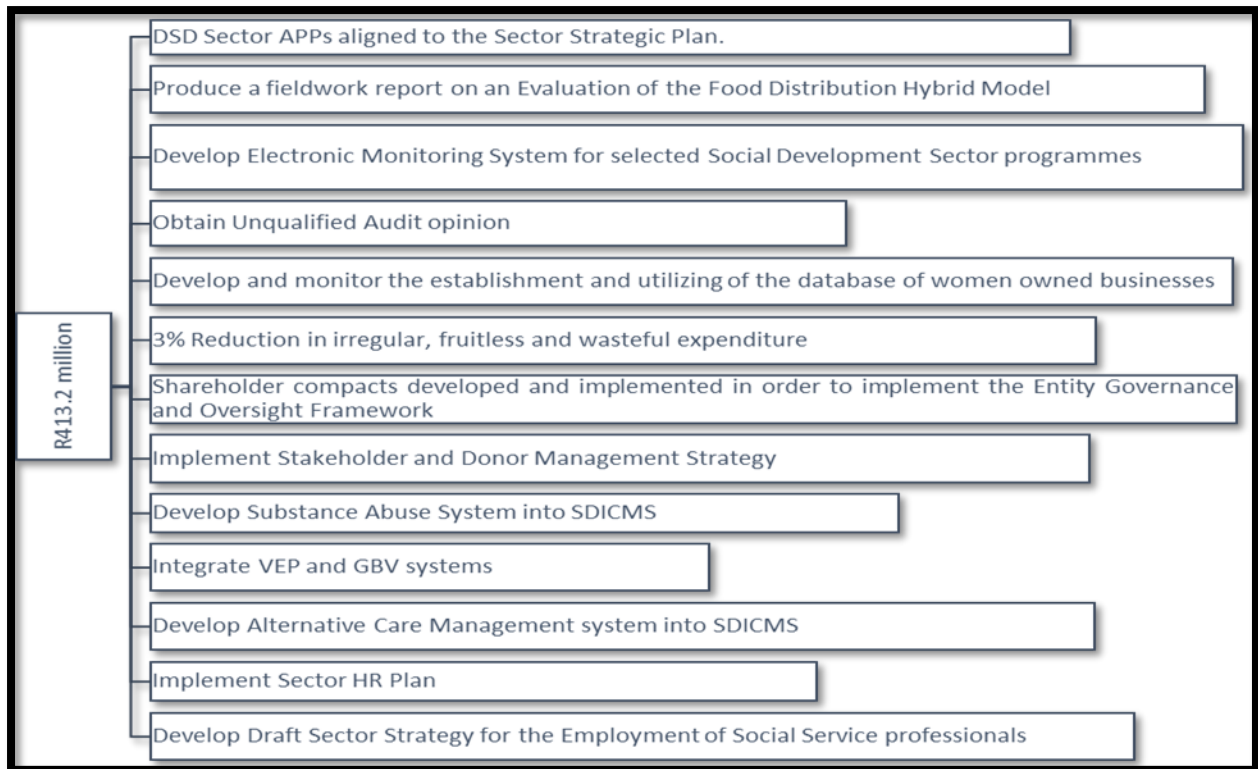 DSD Sector APPs aligned to the Sector Strategic Plan.
Produce a fieldwork report on an Evaluation of the Food Distribution Hybrid Model
Develop Electronic Monitoring System for selected Social Development Sector programmes
Obtain Unqualified Audit opinion
Develop and monitor the establishment and utilizing of the database of women owned businesses
R413.2 million
3% Reduction in irregular, fruitless and wasteful expenditure
Shareholder compacts developed and implemented in order to implement the Entity Governance
and Oversight Framework
Implement Stakeholder and Donor Management Strategy
Develop Substance Abuse System into SDICMS
Integrate VEP and GBV systems
Develop Alternative Care Management system into SDICMS
Implement Sector HR Plan
Develop Draft Sector Strategy for the Employment of Social Service professionals